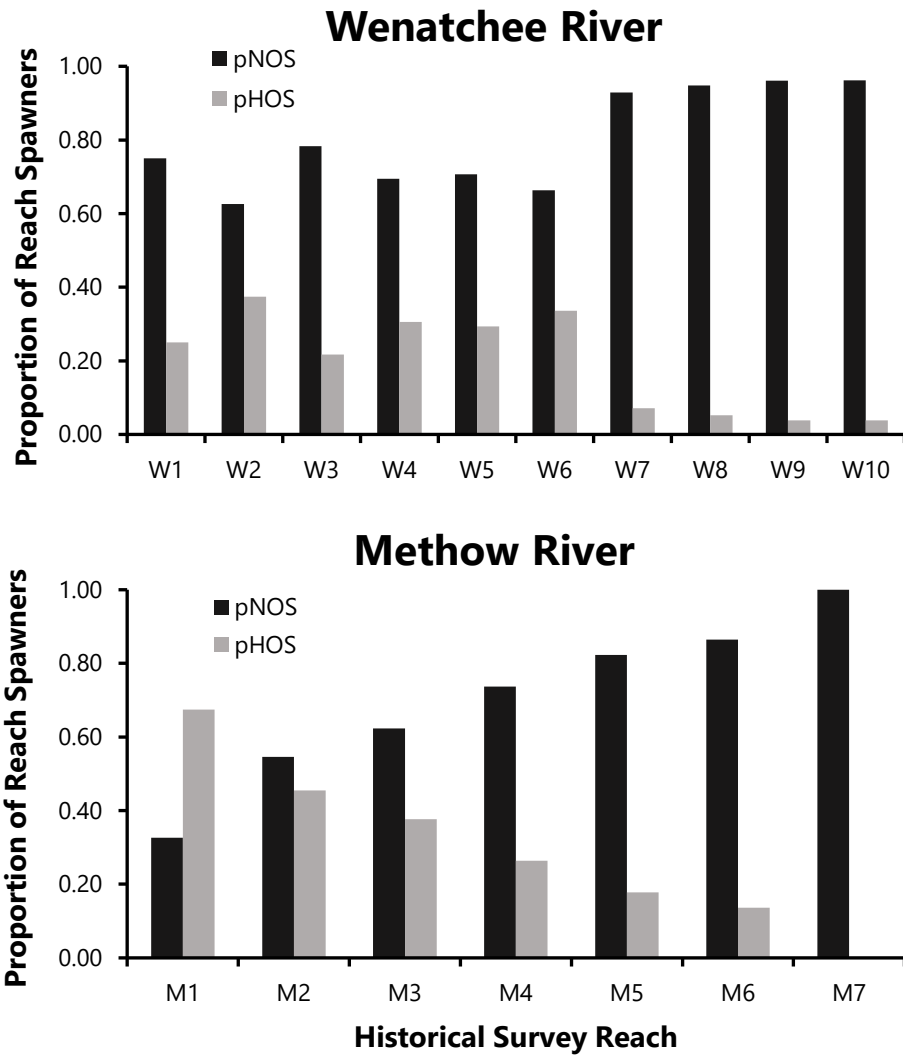 Wenatchee River
Proportion of Reach Spawners
pNOS
pHOS
1.00
0.80
0.60
0.40
0.20
0.00
W1 W2 W3 W4 W5 W6 W7 W8 W9 W10
Methow River
Proportion of Reach Spawners
pNOS
pHOS
1.00
0.80
0.60
0.40
0.20
0.00
M1 M2 M3 M4 M5 M6 M7
Historical Survey Reach